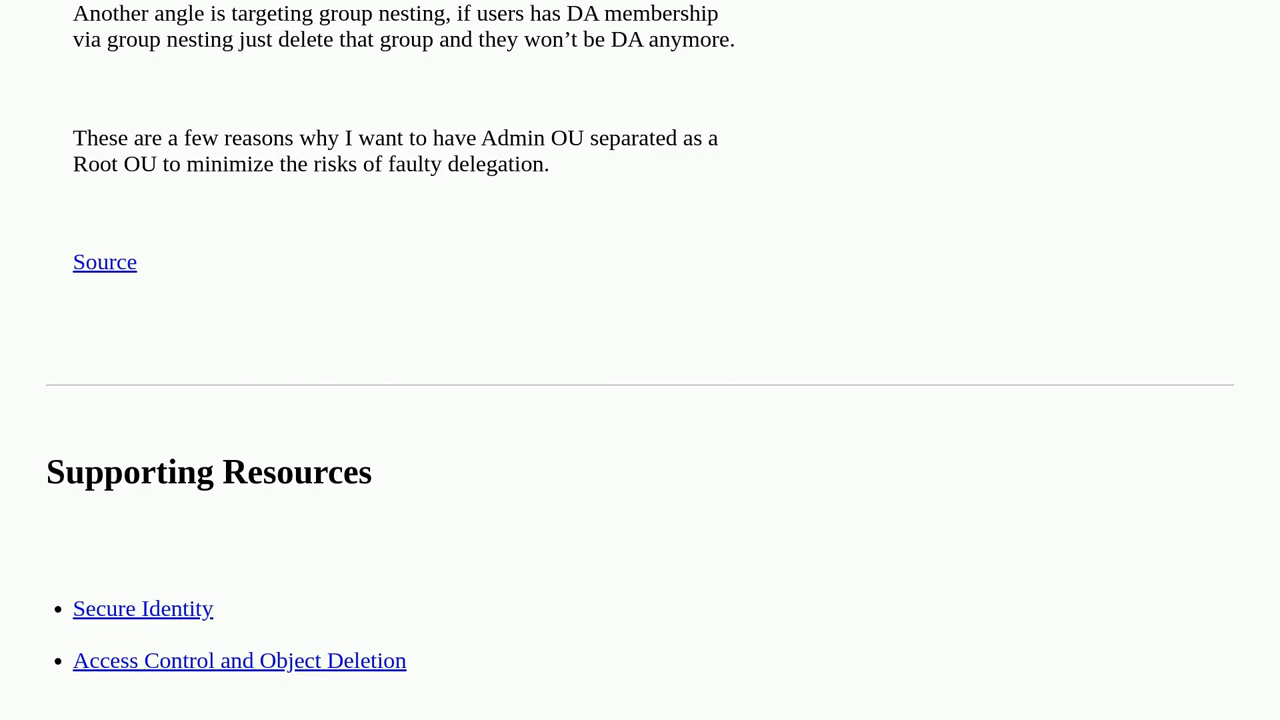 Another angle is targeting group nesting, if users has DA membership
via group nesting just delete that group and they won’t be DA anymore.
These are a few reasons why I want to have Admin OU separated as a
Root OU to minimize the risks of faulty delegation.
Source
Supporting Resources
• Secure Identity
• Access Control and Object Deletion